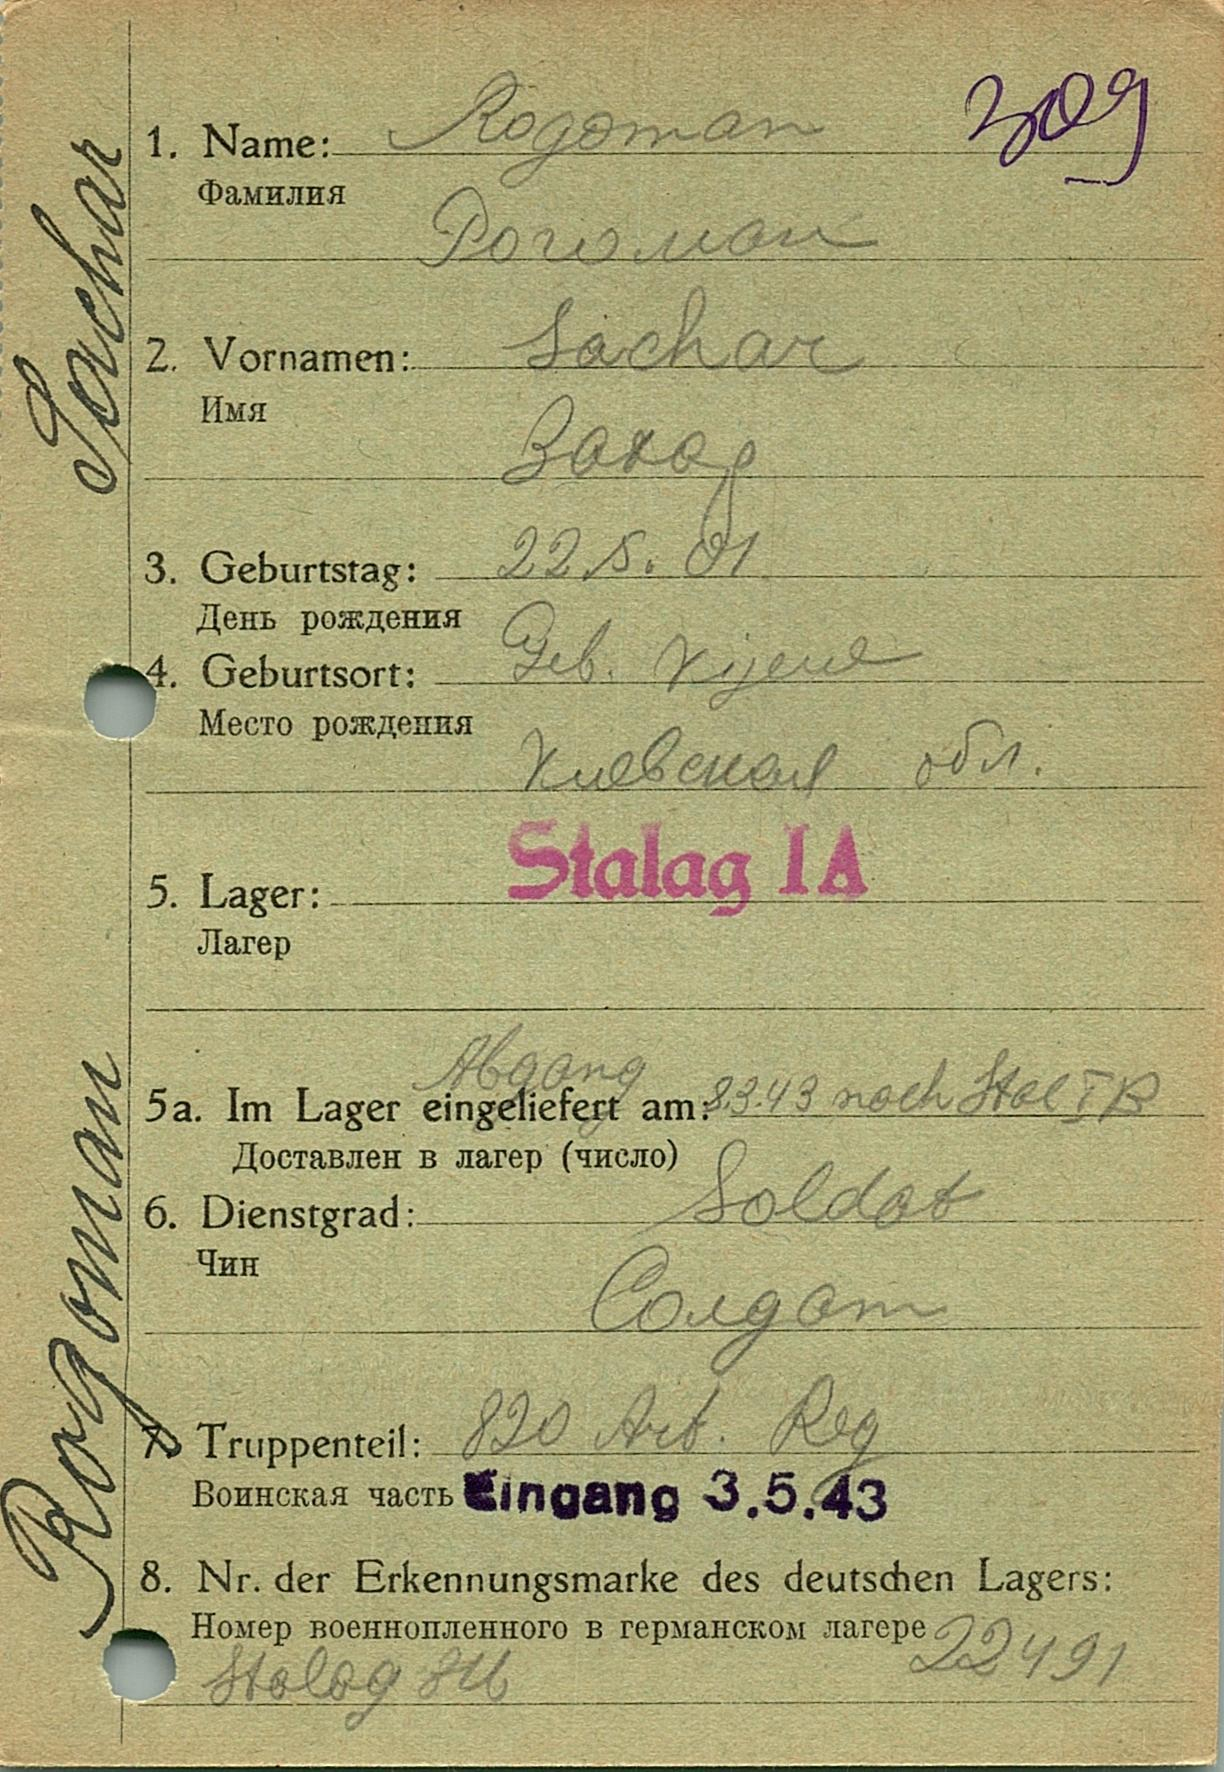 309
1. Name: Rogoman
Фамилия
Рогоман
2. Vornamen: Sachar
Имя
Захар
3. Geburtstag: 22.5.01
День рождения
4. Geburtsort: Geb. Kijewe
Место рождения
Киевская обл.
Stalag IA
5. Lager:
Лагер
Abgang
5a. Im Lager eingeliefert am: 8.3.43 nach Stal IB
Доставлен в лагер (число)
6. Dienstgrad: Soldat
Чин
Солдат
7. Truppenteil: 820 Art. Reg
Воинская часть Eingang 3.5.43
8. Nr. der Erkennungsmarke des deutschen Lagers:
Номер военнопленного в германском лагере 22491
Stalag
Rogoman Sachar